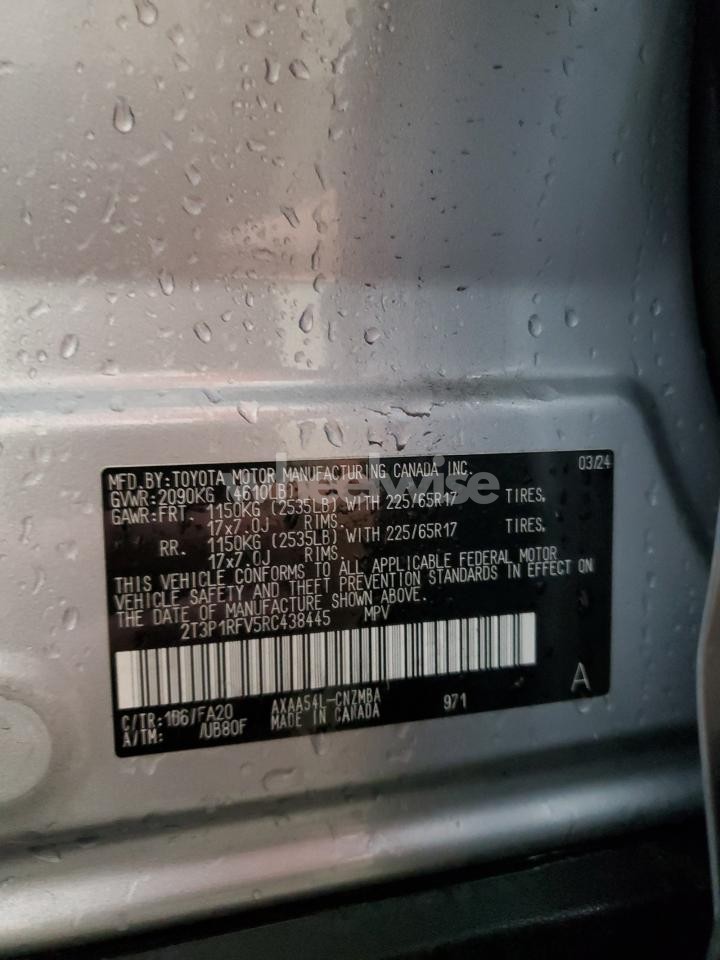 MFD.BY:TOYOTA MOTOR MANUFACTURING CANADA INC. 03/24
GVWR:2090KG (4610LB)
GAWR:FRT. 1150KG (2535LB) WITH 225/65R17 TIRES,
17x7.0J RIMS.
RR. 1150KG (2535LB) WITH 225/65R17 TIRES,
17x7.0J RIMS.
THIS VEHICLE CONFORMS TO ALL APPLICABLE FEDERAL MOTOR
VEHICLE SAFETY AND THEFT PREVENTION STANDARDS IN EFFECT ON
THE DATE OF MANUFACTURE SHOWN ABOVE.
2T3P1RFV5RC438445 MPV
A
C/TR:1D6/FA20 AXAA54L-CNZMBA 971
A/TM: /UB80F MADE IN CANADA
heelwise